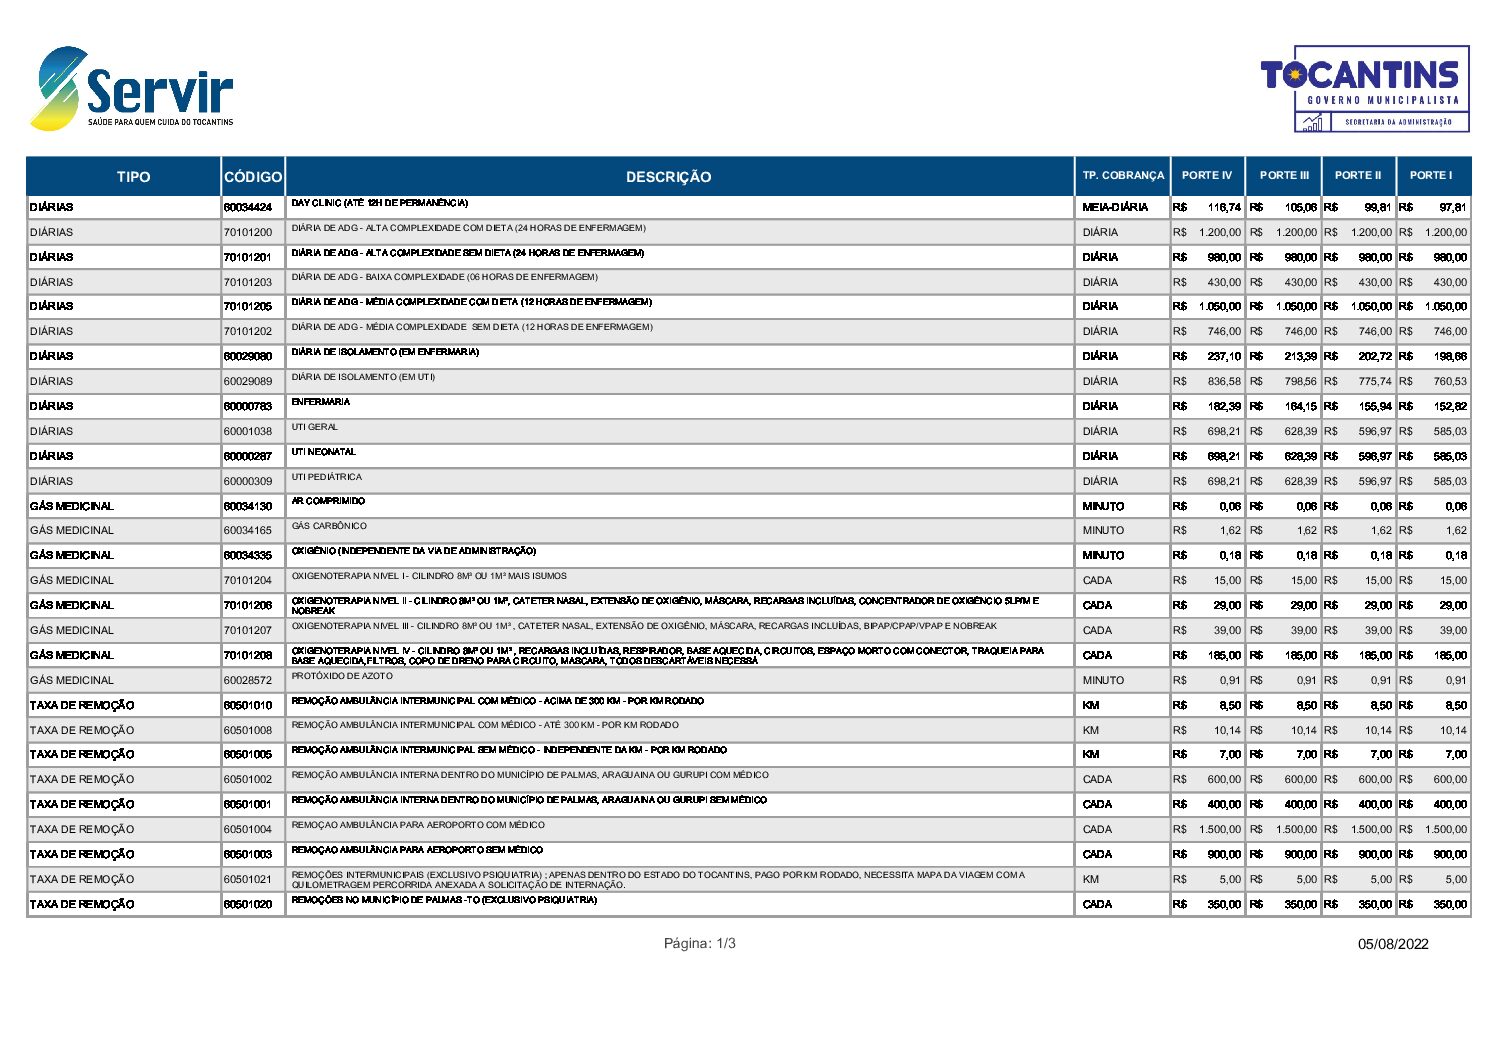 Servir
SAÚDE PARA QUEM CUIDA DO TOCANTINS
TOCANTINS
GOVERNO MUNICIPALISTA
SECRETARIA DA ADMINISTRAÇÃO
TIPO CÓDIGO DESCRIÇÃO TP. COBRANÇA PORTE IV PORTE III PORTE II PORTE I
DIÁRIAS 60034424 DAY CLINIC (ATÉ 12H DE PERMANÊNCIA) MEIA-DIÁRIA R$ 116,74 R$ 105,06 R$ 99,81 R$ 97,81
DIÁRIAS 70101200 DIÁRIA DE ADG - ALTA COMPLEXIDADE COM DIETA (24 HORAS DE ENFERMAGEM) DIÁRIA R$ 1.200,00 R$ 1.200,00 R$ 1.200,00 R$ 1.200,00
DIÁRIAS 70101201 DIÁRIA DE ADG - ALTA COMPLEXIDADE SEM DIETA (24 HORAS DE ENFERMAGEM) DIÁRIA R$ 980,00 R$ 980,00 R$ 980,00 R$ 980,00
DIÁRIAS 70101203 DIÁRIA DE ADG - BAIXA COMPLEXIDADE (06 HORAS DE ENFERMAGEM) DIÁRIA R$ 430,00 R$ 430,00 R$ 430,00 R$ 430,00
DIÁRIAS 70101205 DIÁRIA DE ADG - MÉDIA COMPLEXIDADE COM DIETA (12 HORAS DE ENFERMAGEM) DIÁRIA R$ 1.050,00 R$ 1.050,00 R$ 1.050,00 R$ 1.050,00
DIÁRIAS 70101202 DIÁRIA DE ADG - MÉDIA COMPLEXIDADE SEM DIETA (12 HORAS DE ENFERMAGEM) DIÁRIA R$ 746,00 R$ 746,00 R$ 746,00 R$ 746,00
DIÁRIAS 60029080 DIÁRIA DE ISOLAMENTO (EM ENFERMARIA) DIÁRIA R$ 237,10 R$ 213,39 R$ 202,72 R$ 198,66
DIÁRIAS 60029089 DIÁRIA DE ISOLAMENTO (EM UTI) DIÁRIA R$ 836,58 R$ 798,56 R$ 775,74 R$ 760,53
DIÁRIAS 60000783 ENFERMARIA DIÁRIA R$ 182,39 R$ 164,15 R$ 155,94 R$ 152,82
DIÁRIAS 60001038 UTI GERAL DIÁRIA R$ 698,21 R$ 628,39 R$ 596,97 R$ 585,03
DIÁRIAS 60000287 UTI NEONATAL DIÁRIA R$ 698,21 R$ 628,39 R$ 596,97 R$ 585,03
DIÁRIAS 60000309 UTI PEDIÁTRICA DIÁRIA R$ 698,21 R$ 628,39 R$ 596,97 R$ 585,03
GÁS MEDICINAL 60034130 AR COMPRIMIDO MINUTO R$ 0,06 R$ 0,06 R$ 0,06 R$ 0,06
GÁS MEDICINAL 60034165 GÁS CARBÔNICO MINUTO R$ 1,62 R$ 1,62 R$ 1,62 R$ 1,62
GÁS MEDICINAL 60034335 OXIGÊNIO (INDEPENDENTE DA VIA DE ADMINISTRAÇÃO) MINUTO R$ 0,18 R$ 0,18 R$ 0,18 R$ 0,18
GÁS MEDICINAL 70101204 OXIGENOTERAPIA NIVEL I - CILINDRO 8M³ OU 1M³ MAIS ISUMOS CADA R$ 15,00 R$ 15,00 R$ 15,00 R$ 15,00
GÁS MEDICINAL 70101206 OXIGENOTERAPIA NIVEL II - CILINDRO 8M³ OU 1M³, CATETER NASAL, EXTENSÃO DE OXIGÊNIO, MÁSCARA, RECARGAS INCLUÍDAS, CONCENTRADOR DE OXIGÊNCIO 5LP/M E CADA R$ 29,00 R$ 29,00 R$ 29,00 R$ 29,00
NOBREAK
GÁS MEDICINAL 70101207 OXIGENOTERAPIA NIVEL III - CILINDRO 8M³ OU 1M³ , CATETER NASAL, EXTENSÃO DE OXIGÊNIO, MÁSCARA, RECARGAS INCLUÍDAS, BIPAP/CPAP/VPAP E NOBREAK CADA R$ 39,00 R$ 39,00 R$ 39,00 R$ 39,00
GÁS MEDICINAL 70101208 OXIGENOTERAPIA NIVEL IV - CILINDRO 8M³ OU 1M³ , RECARGAS INCLUÍDAS, RESPIRADOR, BASE AQUECIDA, CIRCUITOS, ESPAÇO MORTO COM CONECTOR, TRAQUEIA PARA CADA R$ 185,00 R$ 185,00 R$ 185,00 R$ 185,00
BASE AQUECIDA,FILTROS, COPO DE DRENO PARA CIRCUITO, MASCARA, TODOS DESCARTÁVEIS NECESSÁ
GÁS MEDICINAL 60028572 PROTÓXIDO DE AZOTO MINUTO R$ 0,91 R$ 0,91 R$ 0,91 R$ 0,91
TAXA DE REMOÇÃO 60501010 REMOÇÃO AMBULÂNCIA INTERMUNICIPAL COM MÉDICO - ACIMA DE 300 KM - POR KM RODADO KM R$ 8,50 R$ 8,50 R$ 8,50 R$ 8,50
TAXA DE REMOÇÃO 60501008 REMOÇÃO AMBULÂNCIA INTERMUNICIPAL COM MÉDICO - ATÉ 300 KM - POR KM RODADO KM R$ 10,14 R$ 10,14 R$ 10,14 R$ 10,14
TAXA DE REMOÇÃO 60501005 REMOÇÃO AMBULÂNCIA INTERMUNICIPAL SEM MÉDICO - INDEPENDENTE DA KM - POR KM RODADO KM R$ 7,00 R$ 7,00 R$ 7,00 R$ 7,00
TAXA DE REMOÇÃO 60501002 REMOÇÃO AMBULÂNCIA INTERNA DENTRO DO MUNICÍPIO DE PALMAS, ARAGUAINA OU GURUPI COM MÉDICO CADA R$ 600,00 R$ 600,00 R$ 600,00 R$ 600,00
TAXA DE REMOÇÃO 60501001 REMOÇÃO AMBULÂNCIA INTERNA DENTRO DO MUNICÍPIO DE PALMAS, ARAGUAINA OU GURUPI SEM MÉDICO CADA R$ 400,00 R$ 400,00 R$ 400,00 R$ 400,00
TAXA DE REMOÇÃO 60501004 REMOÇAO AMBULÂNCIA PARA AEROPORTO COM MÉDICO CADA R$ 1.500,00 R$ 1.500,00 R$ 1.500,00 R$ 1.500,00
TAXA DE REMOÇÃO 60501003 REMOÇAO AMBULÂNCIA PARA AEROPORTO SEM MÉDICO CADA R$ 900,00 R$ 900,00 R$ 900,00 R$ 900,00
TAXA DE REMOÇÃO 60501021 REMOÇÕES INTERMUNICIPAIS (EXCLUSIVO PSIQUIATRIA) ; APENAS DENTRO DO ESTADO DO TOCANTINS, PAGO POR KM RODADO, NECESSITA MAPA DA VIAGEM COM A KM R$ 5,00 R$ 5,00 R$ 5,00 R$ 5,00
QUILOMETRAGEM PERCORRIDA ANEXADA A SOLICITAÇÃO DE INTERNAÇÃO.
TAXA DE REMOÇÃO 60501020 REMOÇÕES NO MUNICÍPIO DE PALMAS -TO (EXCLUSIVO PSIQUIATRIA) CADA R$ 350,00 R$ 350,00 R$ 350,00 R$ 350,00
Página: 1/3
05/08/2022